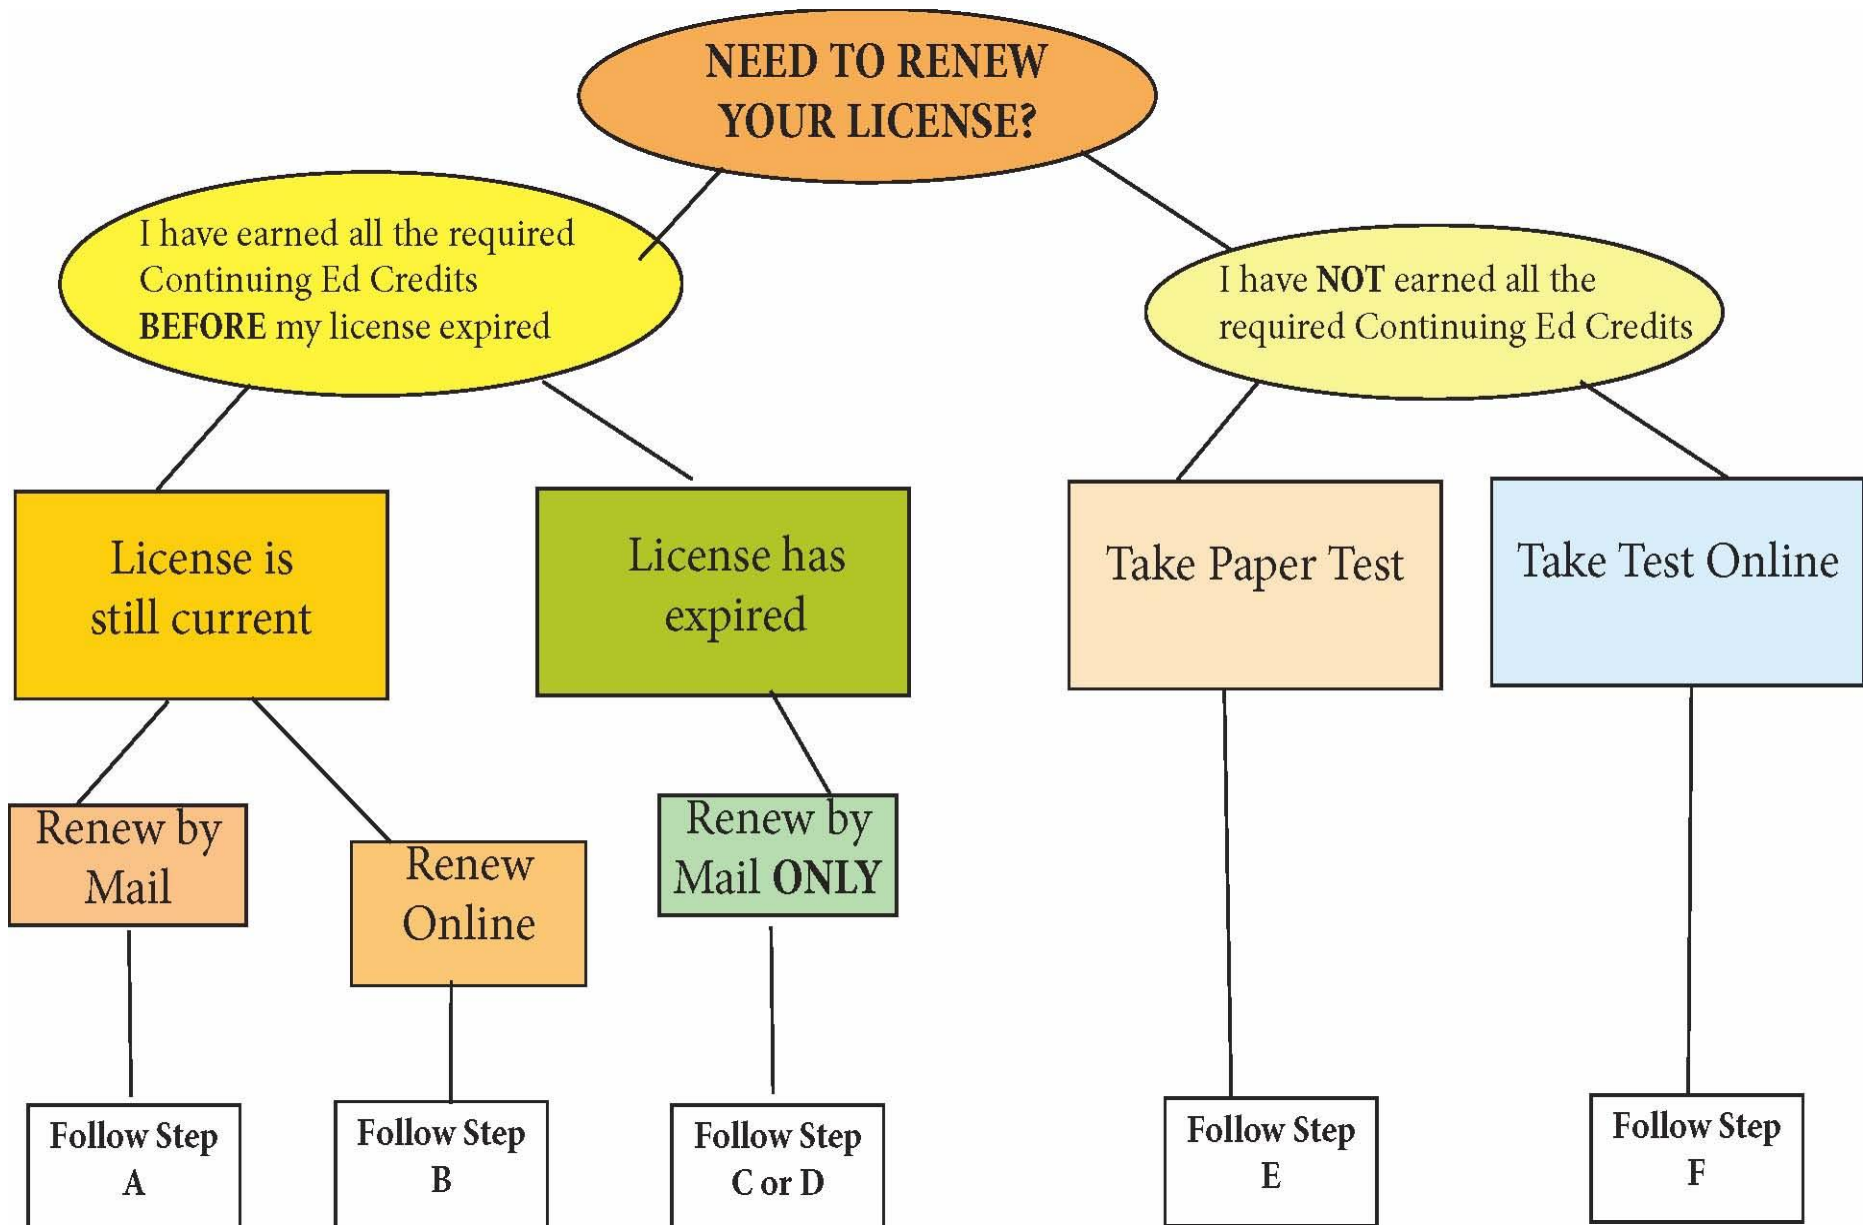 NEED TO RENEW
YOUR LICENSE?
I have earned all the required
Continuing Ed Credits
BEFORE my license expired
I have NOT earned all the
required Continuing Ed Credits
License is
still current
License has
expired
Take Paper Test
Take Test Online
Renew by
Mail
Renew
Online
Renew by
Mail ONLY
Follow Step
A
Follow Step
B
Follow Step
C or D
Follow Step
E
Follow Step
F